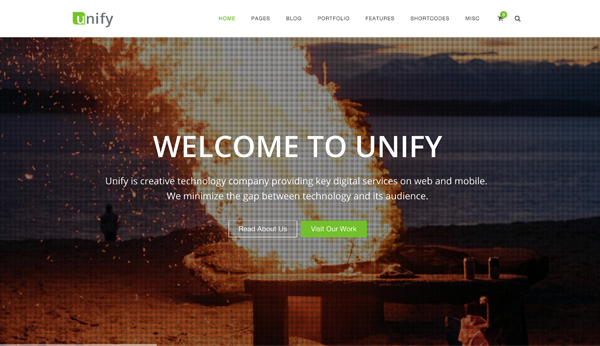 unify
HOME PAGES BLOG PORTFOLIO FEATURES SHORTCODES MISC
WELCOME TO UNIFY
Unify is creative technology company providing key digital services on web and mobile.
We minimize the gap between technology and its audience.
Read About Us Visit Our Work